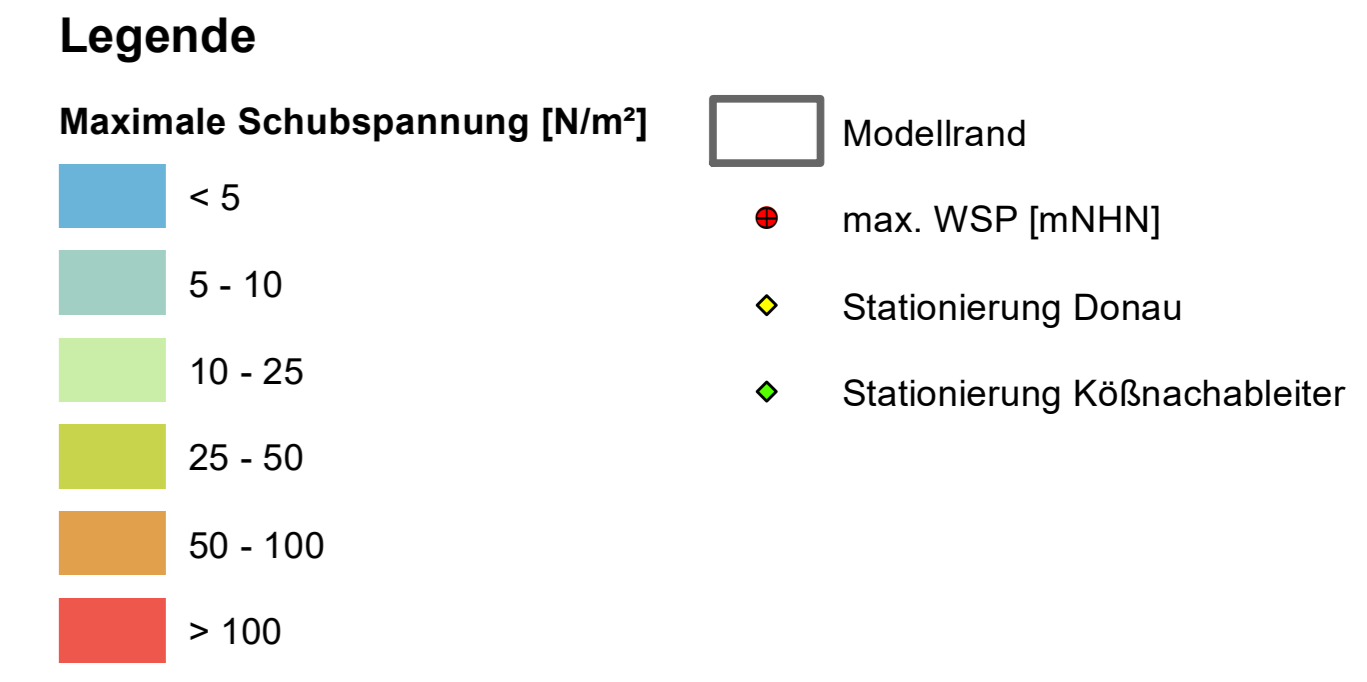 Legende
Maximale Schubspannung [N/m²]
< 5
5 - 10
10 - 25
25 - 50
50 - 100
> 100
Modellrand
max. WSP [mNHN]
Stationierung Donau
Stationierung Kößnachableiter